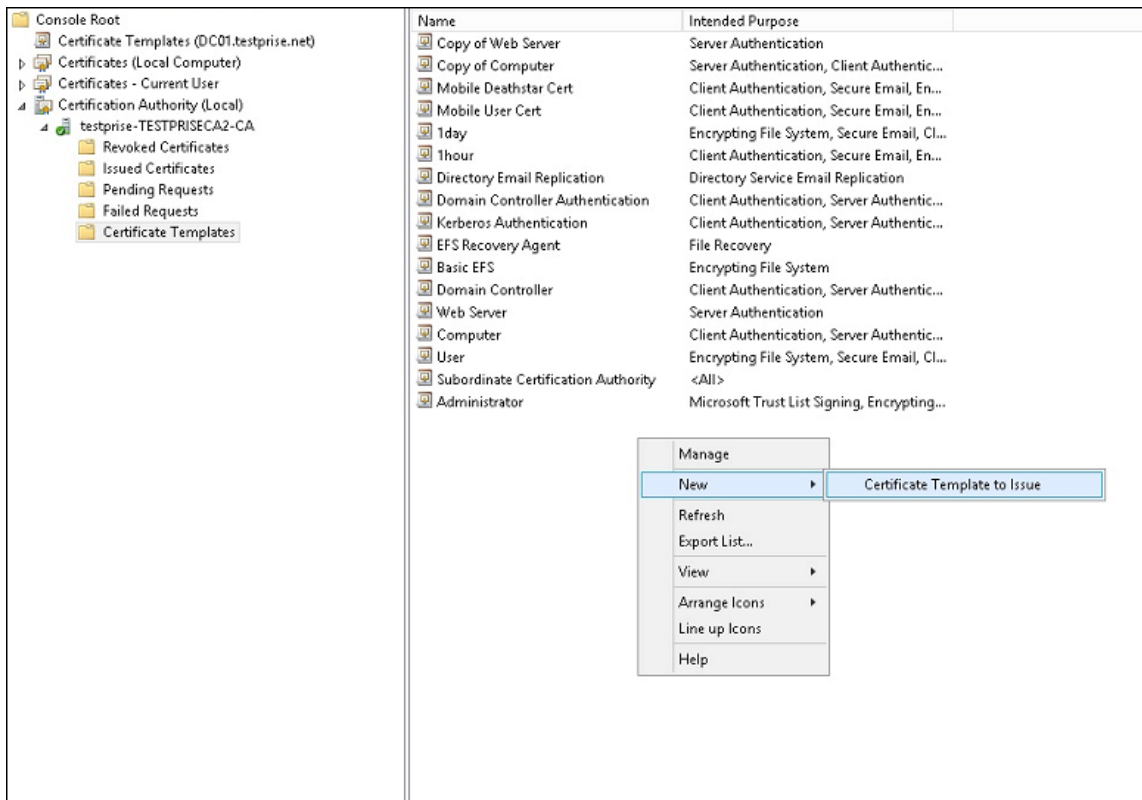 Console Root
Certificate Templates (DC01.testprise.net)
Certificates (Local Computer)
Certificates - Current User
Certification Authority (Local)
testprise-TESTPRISECA2-CA
Revoked Certificates
Issued Certificates
Pending Requests
Failed Requests
Certificate Templates
Name Intended Purpose
Copy of Web Server Server Authentication
Copy of Computer Server Authentication, Client Authentic...
Mobile Deathstar Cert Client Authentication, Secure Email, En...
Mobile User Cert Client Authentication, Secure Email, En...
1day Encrypting File System, Secure Email, Cl...
1hour Client Authentication, Secure Email, En...
Directory Email Replication Directory Service Email Replication
Domain Controller Authentication Client Authentication, Server Authentic...
Kerberos Authentication Client Authentication, Server Authentic...
EFS Recovery Agent File Recovery
Basic EFS Encrypting File System
Domain Controller Client Authentication, Server Authentic...
Web Server Server Authentication
Computer Client Authentication, Server Authentic...
User Encrypting File System, Secure Email, Cl...
Subordinate Certification Authority <All>
Administrator Microsoft Trust List Signing, Encrypting...
Manage
New Certificate Template to Issue
Refresh
Export List...
View
Arrange Icons
Line up Icons
Help